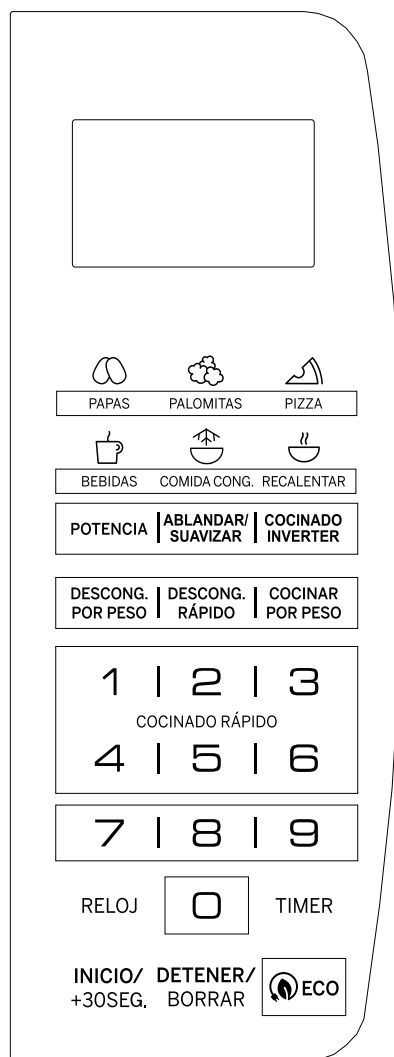 PAPAS PALOMITAS PIZZA
BEBIDAS COMIDA CONG. RECALENTAR
POTENCIA ABLANDAR/ COCINADO
SUAVIZAR INVERTER
DESCONG. DESCONG. COCINAR
POR PESO RÁPIDO POR PESO
1 2 3
COCINADO RÁPIDO
4 5 6
7 8 9
RELOJ 0 TIMER
INICIO/ DETENER/ ECO
+30SEG. BORRAR